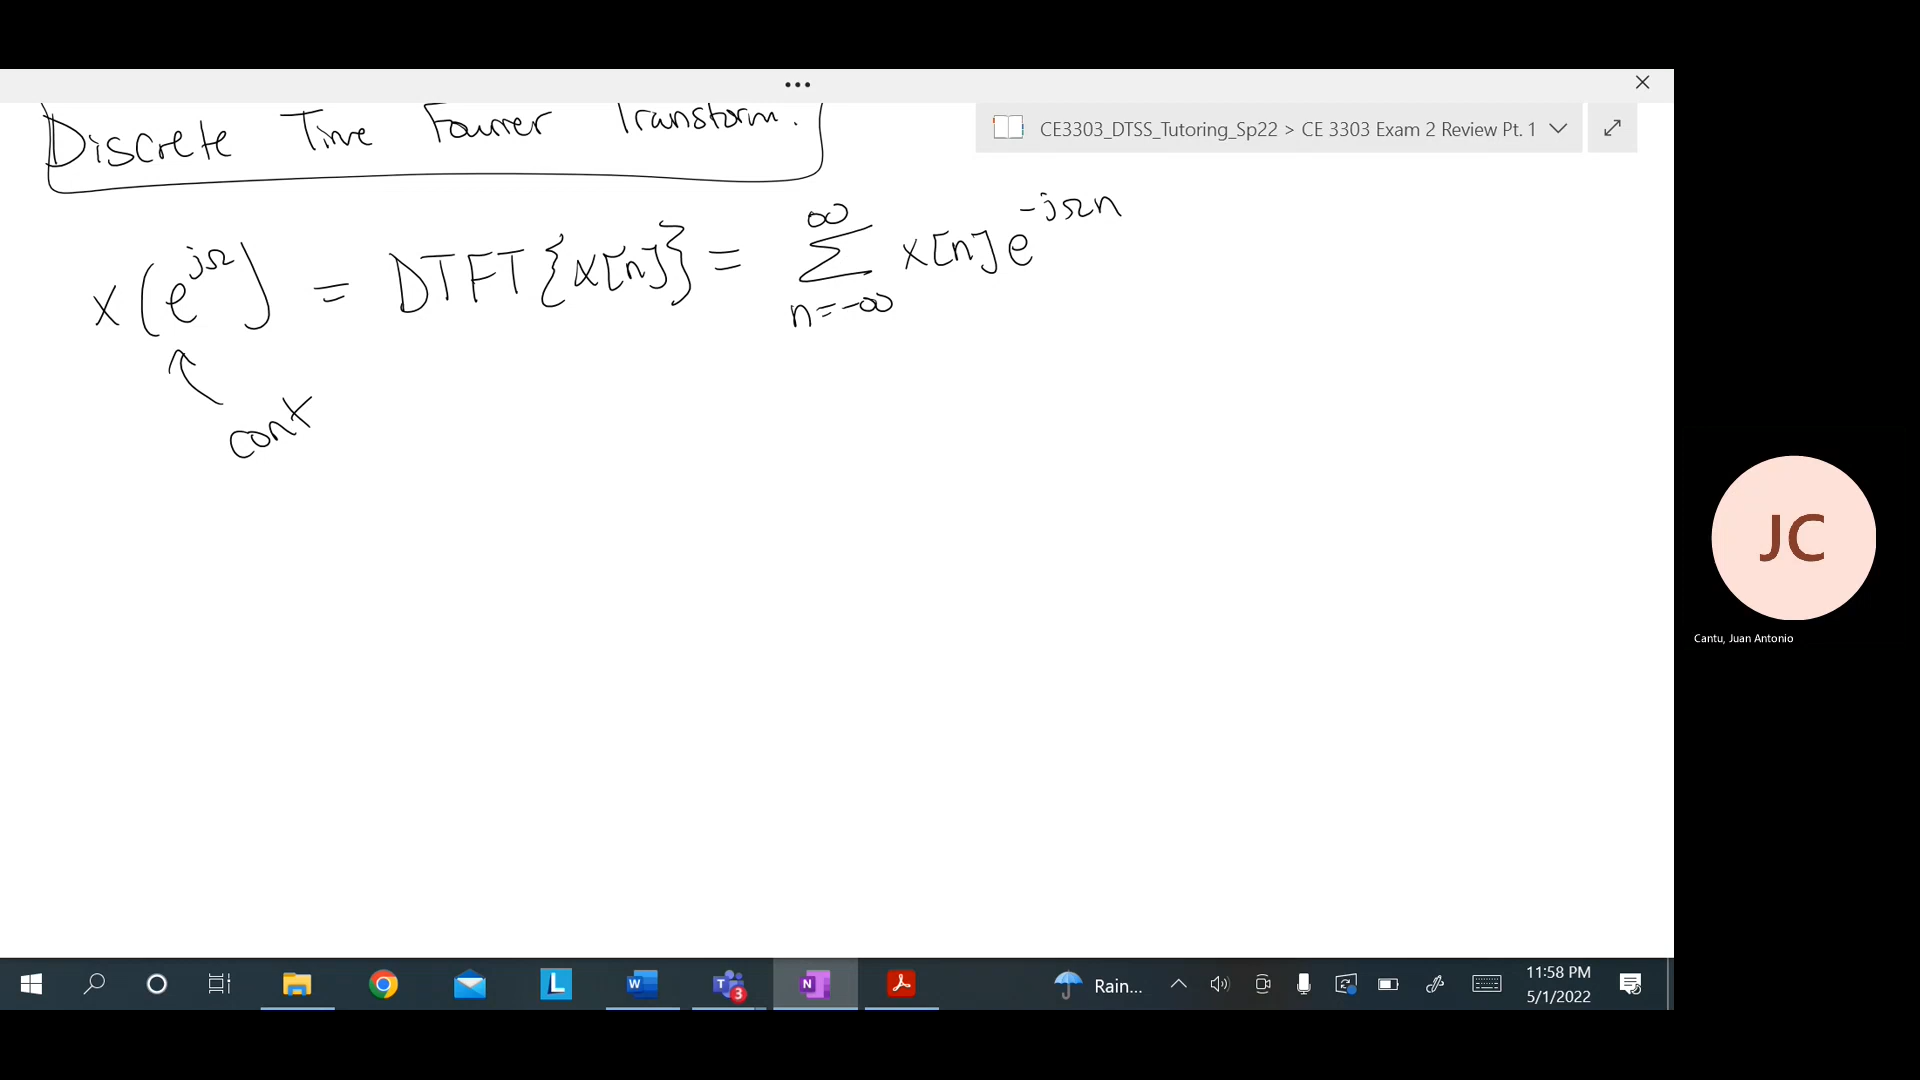 Discrete Time Fourier Transform.
CE3303_DTSS_Tutoring_Sp22 > CE 3303 Exam 2 Review Pt. 1
x(e^{jΩ}) = DTFT{x[n]} = ∑_{n=-∞}^{∞} x[n]e^{-jΩn}
cont
JC
Cantu, Juan Antonio
L
W
T 3
N
Rain...
11:58 PM
5/1/2022